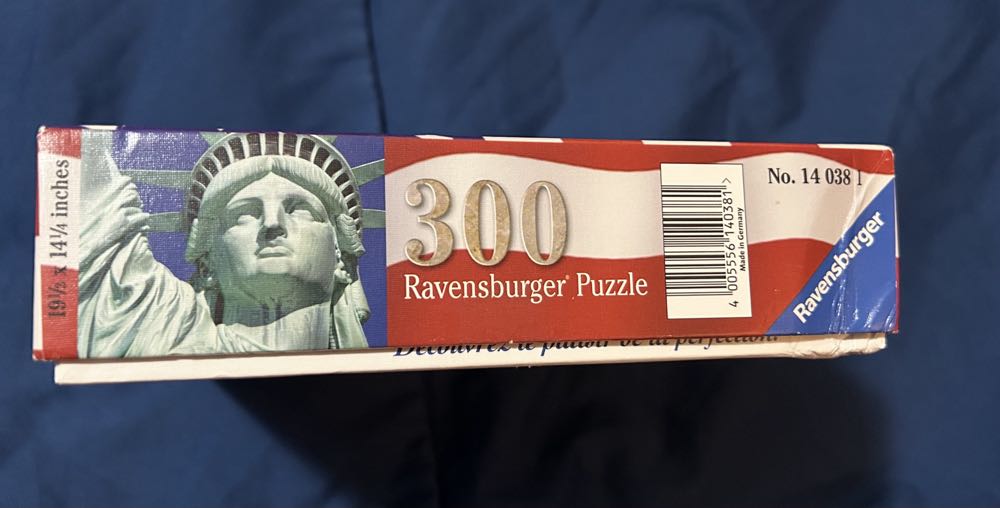 19½ x 14¼ inches
300
Ravensburger® Puzzle
4 005556 140381 >
Made in Germany
No. 14 038 1
Ravensburger
Découvrez le plaisir de la perfection.